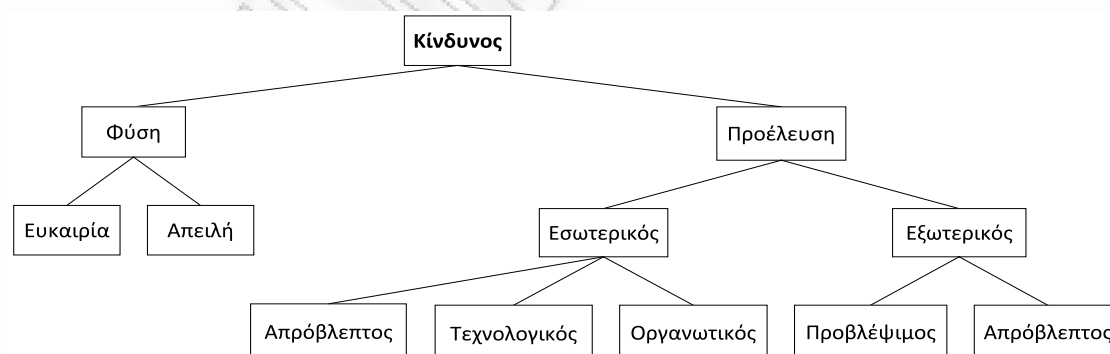 Κίνδυνος
Φύση
Προέλευση
Ευκαιρία
Απειλή
Εσωτερικός
Εξωτερικός
Απρόβλεπτος
Τεχνολογικός
Οργανωτικός
Προβλέψιμος
Απρόβλεπτος